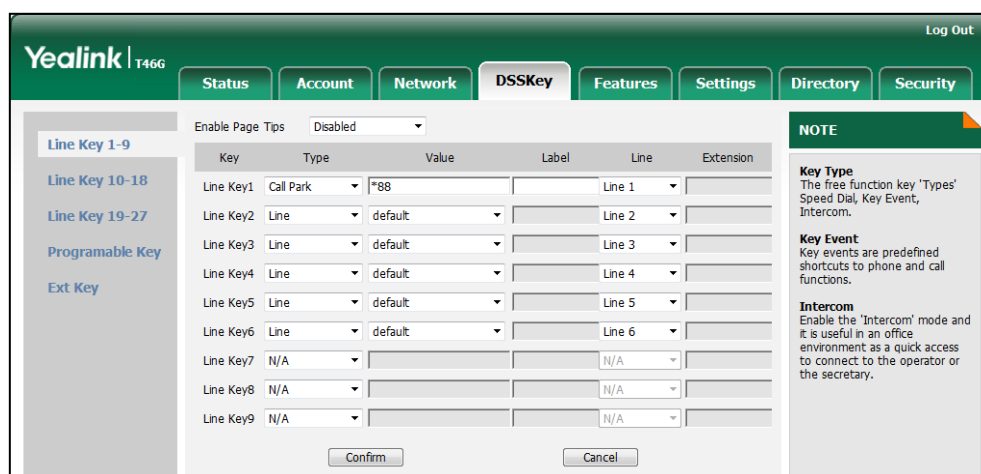 Log Out
Yealink T46G
Status Account Network DSSKey Features Settings Directory Security
Line Key 1-9
Line Key 10-18
Line Key 19-27
Programable Key
Ext Key
Enable Page Tips Disabled
Key Type Value Label Line Extension
Line Key1 Call Park *88 Line 1
Line Key2 Line default Line 2
Line Key3 Line default Line 3
Line Key4 Line default Line 4
Line Key5 Line default Line 5
Line Key6 Line default Line 6
Line Key7 N/A N/A
Line Key8 N/A N/A
Line Key9 N/A N/A
Confirm Cancel
NOTE
Key Type
The free function key 'Types'
Speed Dial, Key Event,
Intercom.
Key Event
Key events are predefined
shortcuts to phone and call
functions.
Intercom
Enable the 'Intercom' mode and
it is useful in an office
environment as a quick access
to connect to the operator or
the secretary.